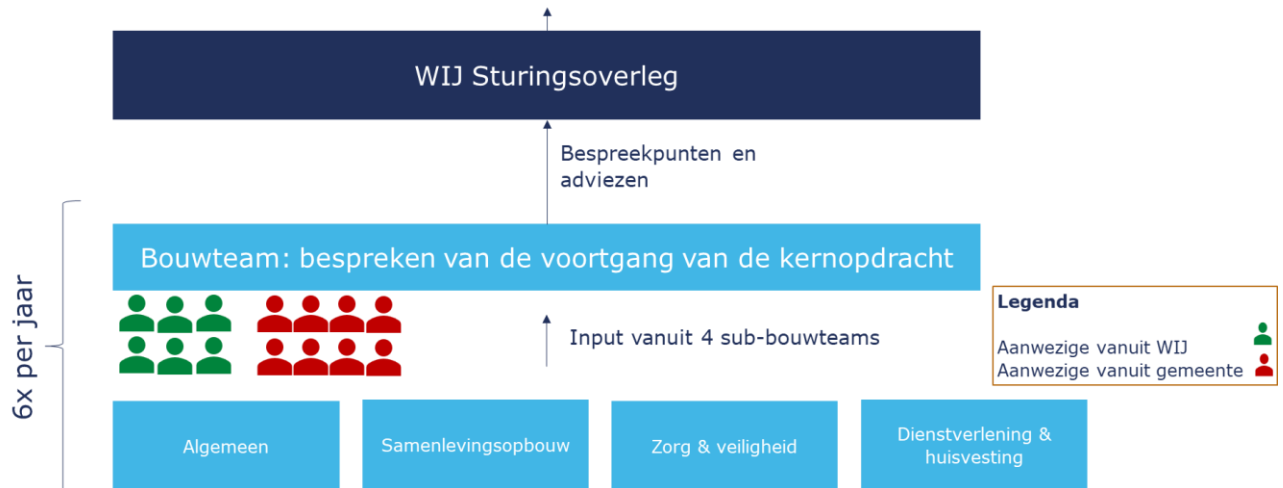 WIJ Sturingsoverleg
Bespreekpunten en
adviezen
Bouwteam: bespreken van de voortgang van de kernopdracht
6x per jaar
Input vanuit 4 sub-bouwteams
Legenda
Aanwezige vanuit WIJ
Aanwezige vanuit gemeente
Algemeen
Samenlevingsopbouw
Zorg & veiligheid
Dienstverlening &
huisvesting